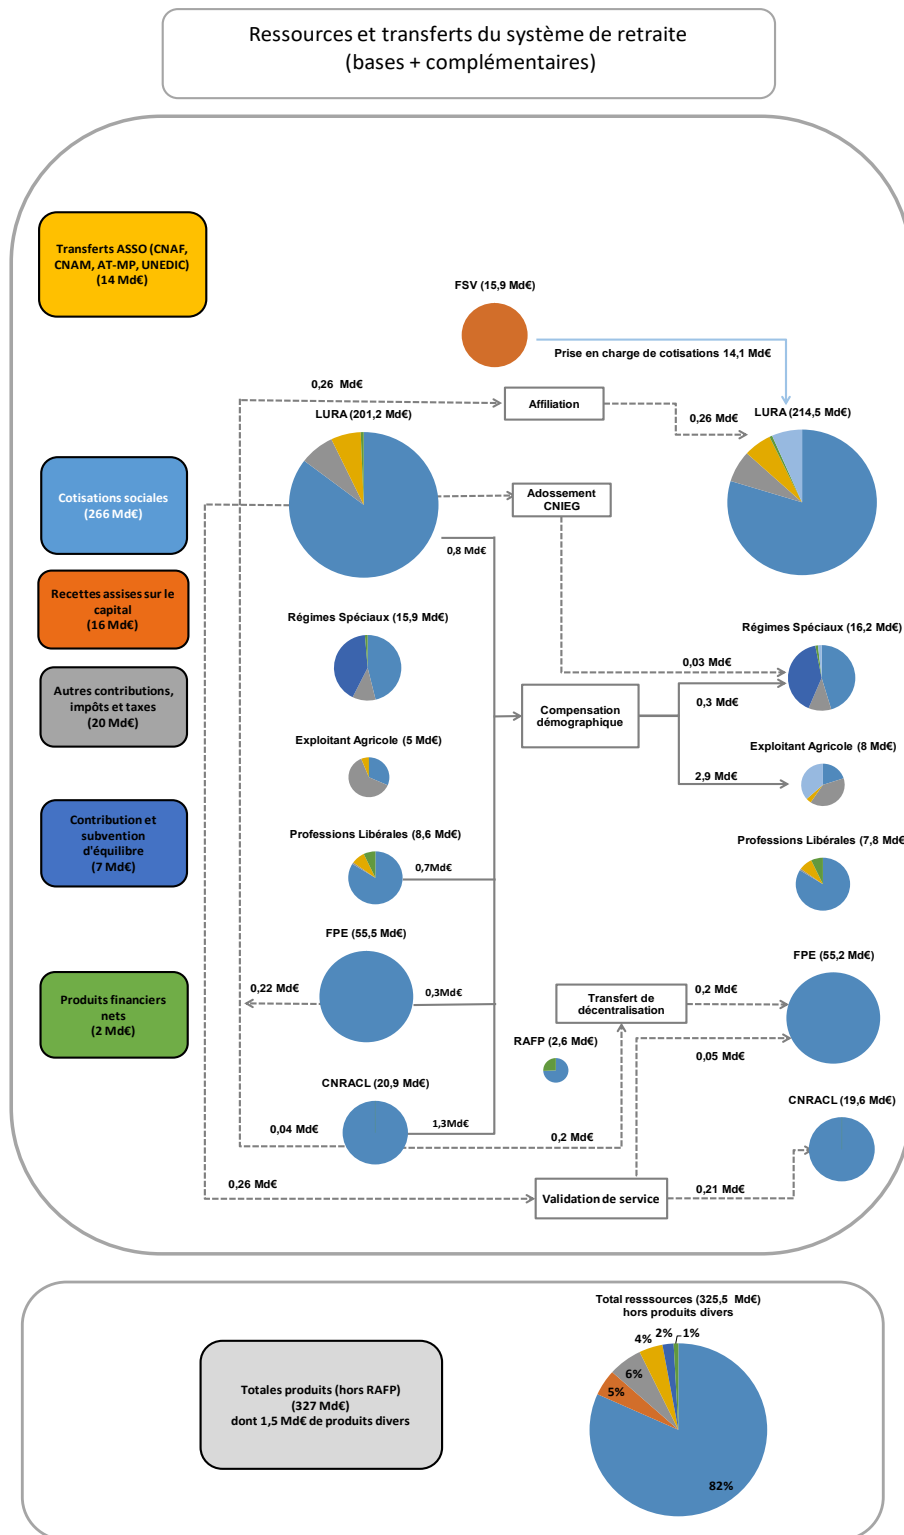 Ressources et transferts du système de retraite
(bases + complémentaires)
Transferts ASSO (CNAF,
CNAM, AT-MP, UNEDIC)
(14 Md€)
FSV (15,9 Md€)
Prise en charge de cotisations 14,1 Md€
0,26 Md€
Affiliation
LURA (201,2 Md€)
0,26 Md€
LURA (214,5 Md€)
Cotisations sociales
(266 Md€)
Adossement
CNIEG
0,8 Md€
Recettes assises sur le
capital
(16 Md€)
Régimes Spéciaux (15,9 Md€)
Régimes Spéciaux (16,2 Md€)
0,03 Md€
Autres contributions,
impôts et taxes
(20 Md€)
Compensation
démographique
0,3 Md€
Exploitant Agricole (5 Md€)
Exploitant Agricole (8 Md€)
2,9 Md€
Contribution et
subvention
d'équilibre
(7 Md€)
Professions Libérales (8,6 Md€)
Professions Libérales (7,8 Md€
0,7Md€
FPE (55,5 Md€)
FPE (55,2 Md€)
Produits financiers
nets
(2 Md€)
0,22 Md€
0,3Md€
Transfert de
décentralisation
0,2 Md€
RAFP (2,6 Md€)
0,05 Md€
CNRACL (20,9 Md€)
CNRACL (19,6 Md€)
0,04 Md€
1,3Md€
0,2 Md€
0,26 Md€
Validation de service
0,21 Md€
Total resssources (325,5 Md€)
hors produits divers
4%
2%
1%
6%
5%
82%
Totales produits (hors RAFP)
(327 Md€)
dont 1,5 Md€ de produits divers